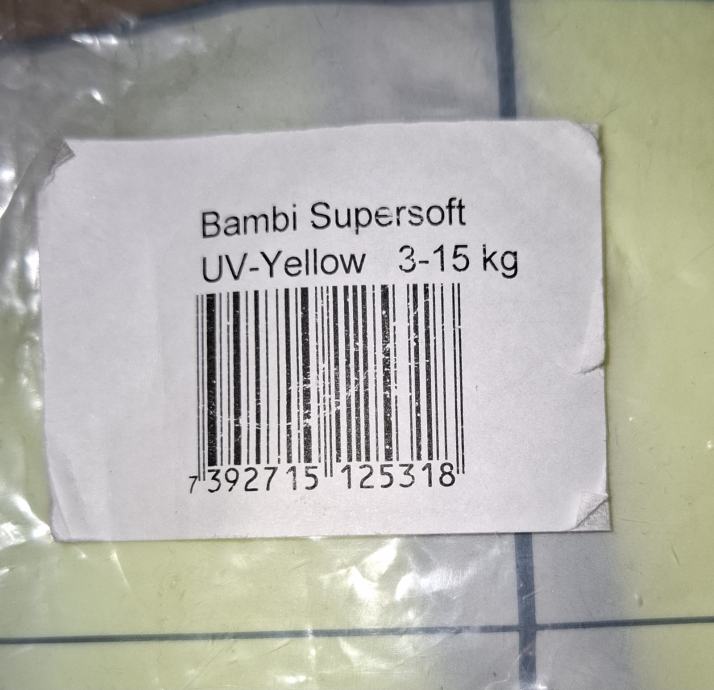 Bambi Supersoft
UV-Yellow 3-15 kg
7 392715 125318